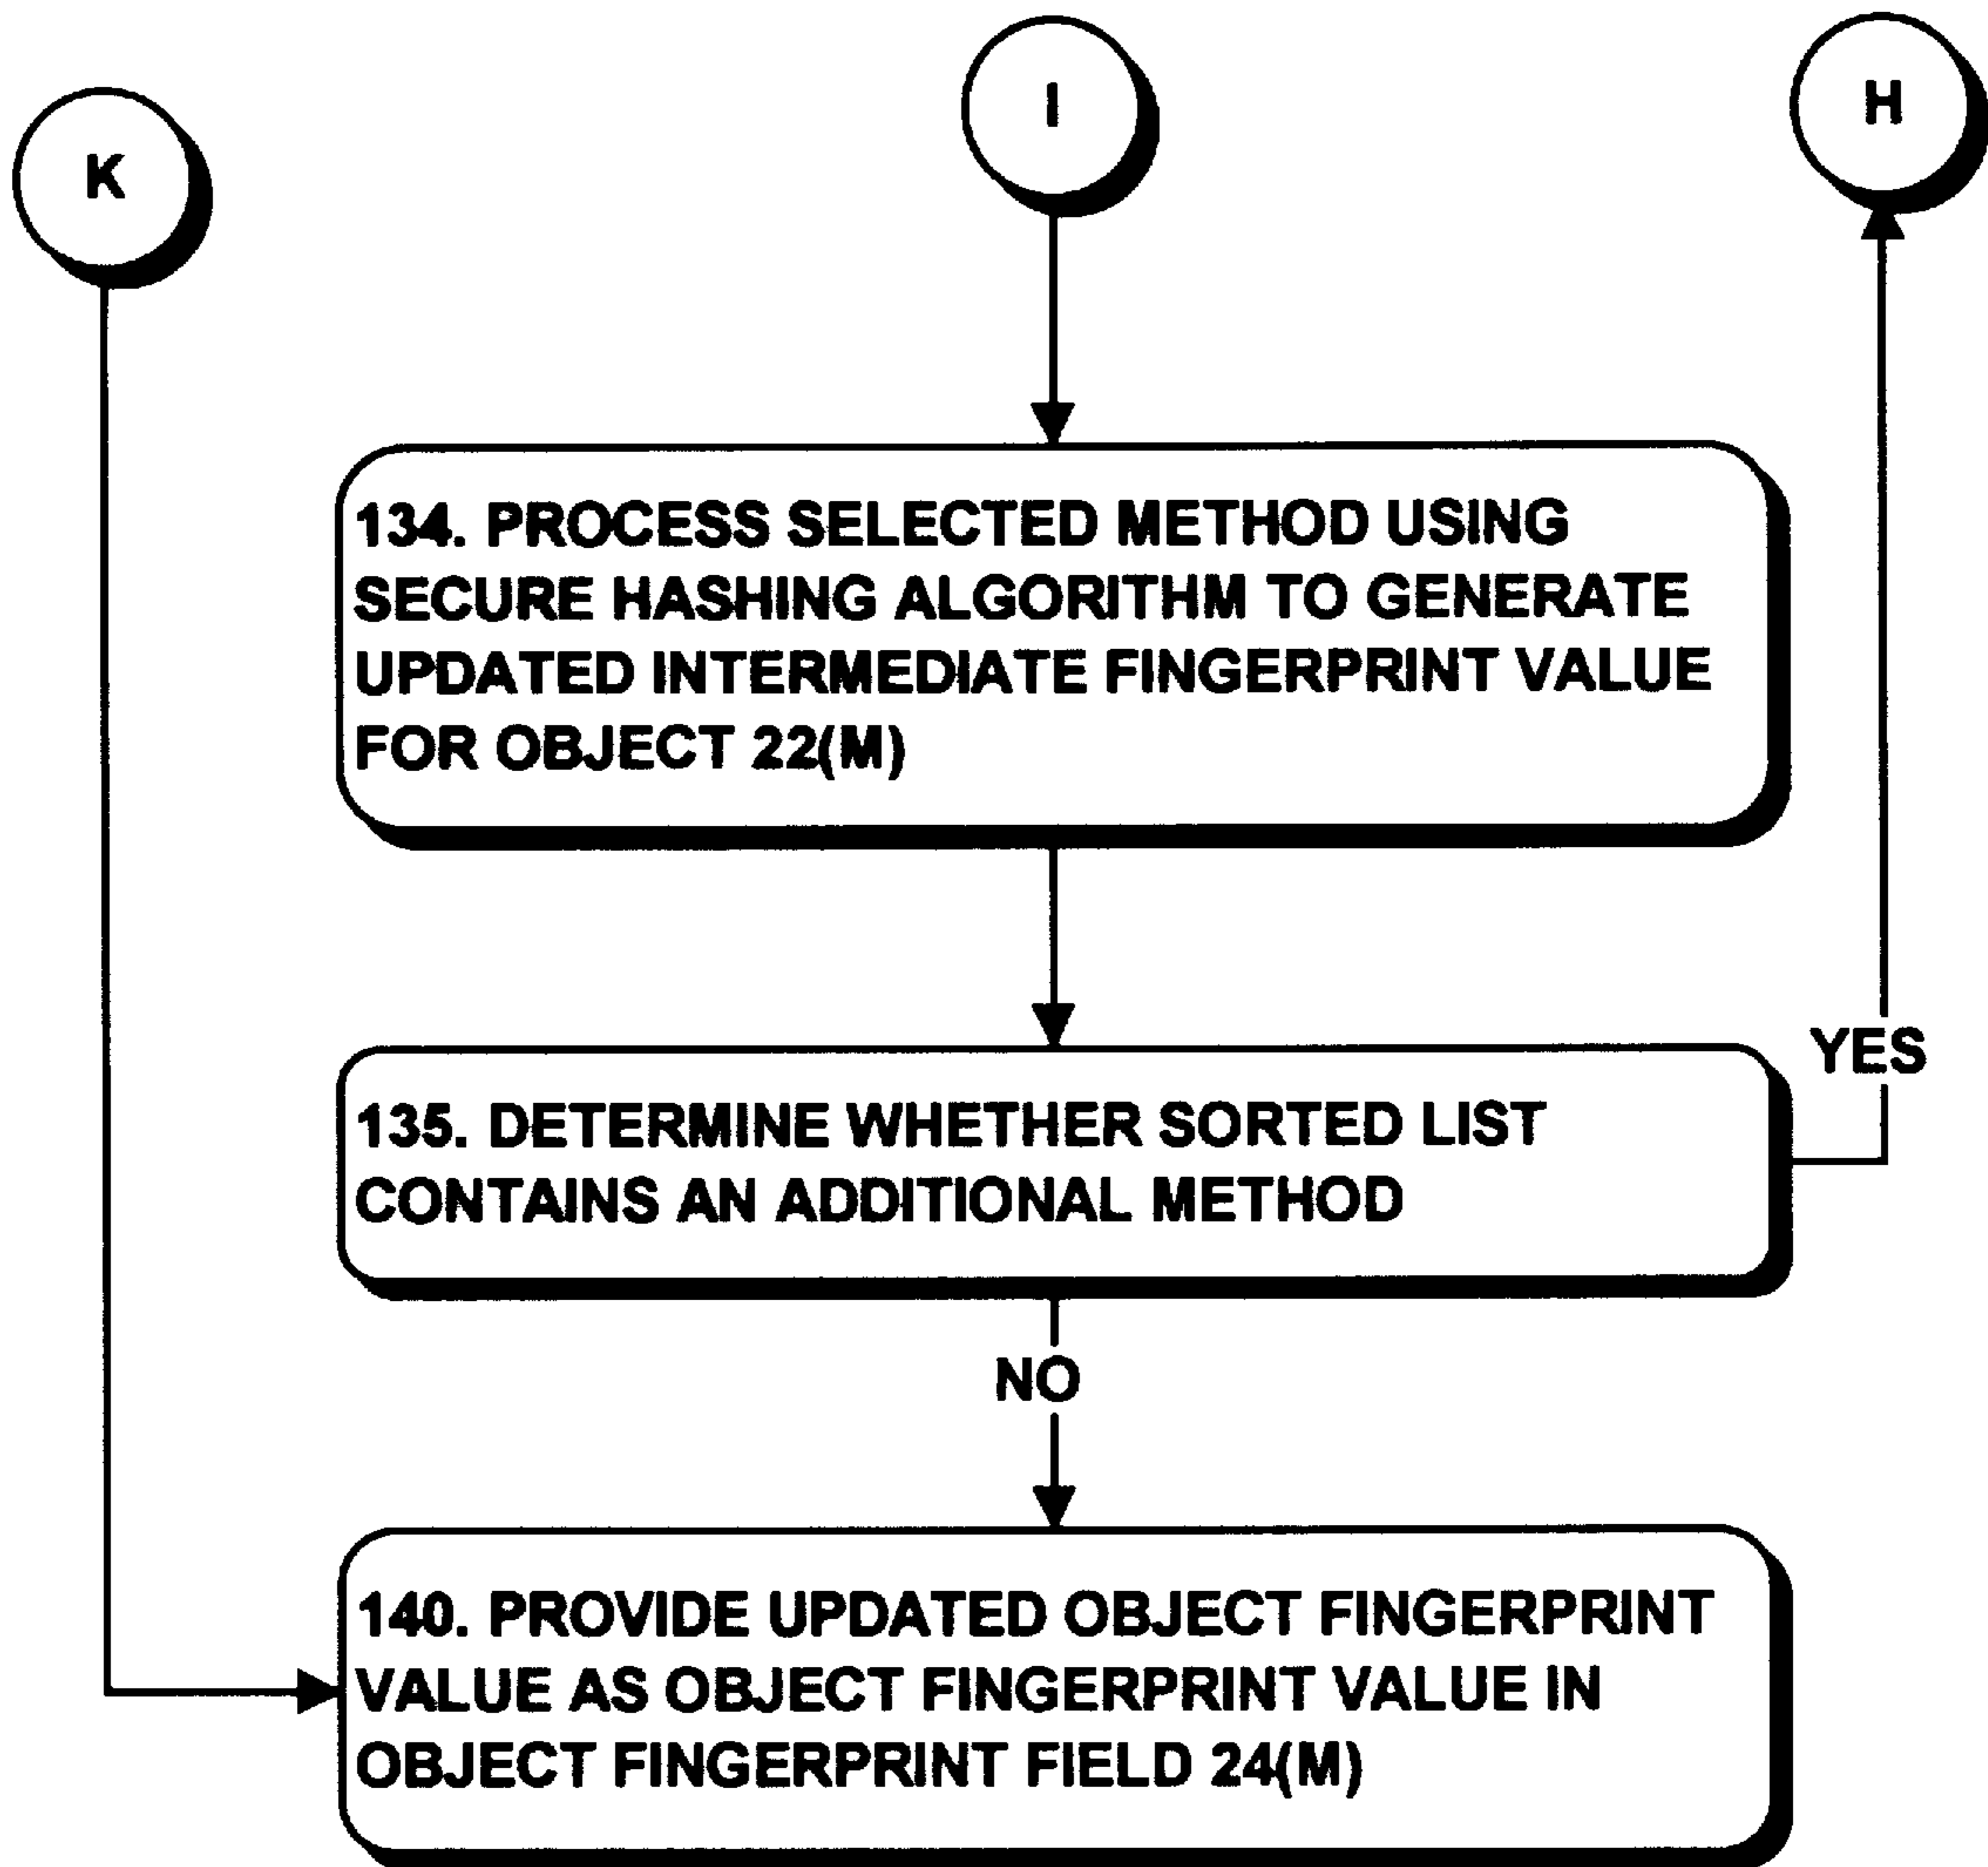 K
I
H
134. PROCESS SELECTED METHOD USING
SECURE HASHING ALGORITHM TO GENERATE
UPDATED INTERMEDIATE FINGERPRINT VALUE
FOR OBJECT 22(M)
YES
135. DETERMINE WHETHER SORTED LIST
CONTAINS AN ADDITIONAL METHOD
NO
140. PROVIDE UPDATED OBJECT FINGERPRINT
VALUE AS OBJECT FINGERPRINT VALUE IN
OBJECT FINGERPRINT FIELD 24(M)